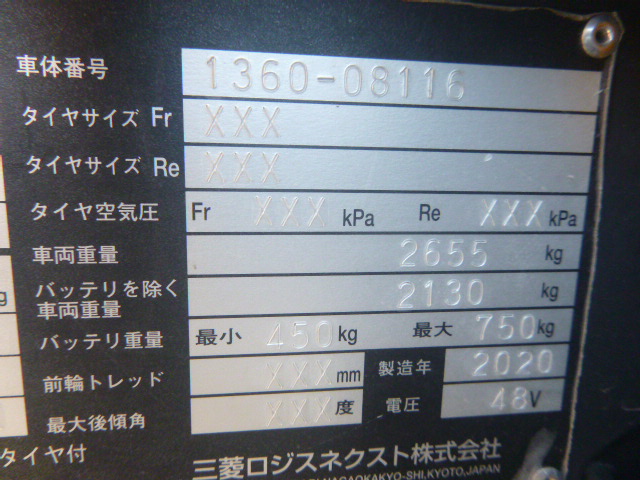 車体番号 1360-08116
タイヤサイズ Fr XXX
タイヤサイズ Re XXX
タイヤ空気圧 Fr XXX kPa Re XXX kPa
車両重量 2655 kg
バッテリを除く
車両重量 2130 kg
バッテリ重量 最小 450 kg 最大 750 kg
前輪トレッド XXX mm 製造年 2020
最大後傾角 XXX 度 電圧 48 V
タイヤ付
三菱ロジスネクスト株式会社
NAGAOKAKYO-SHI, KYOTO, JAPAN